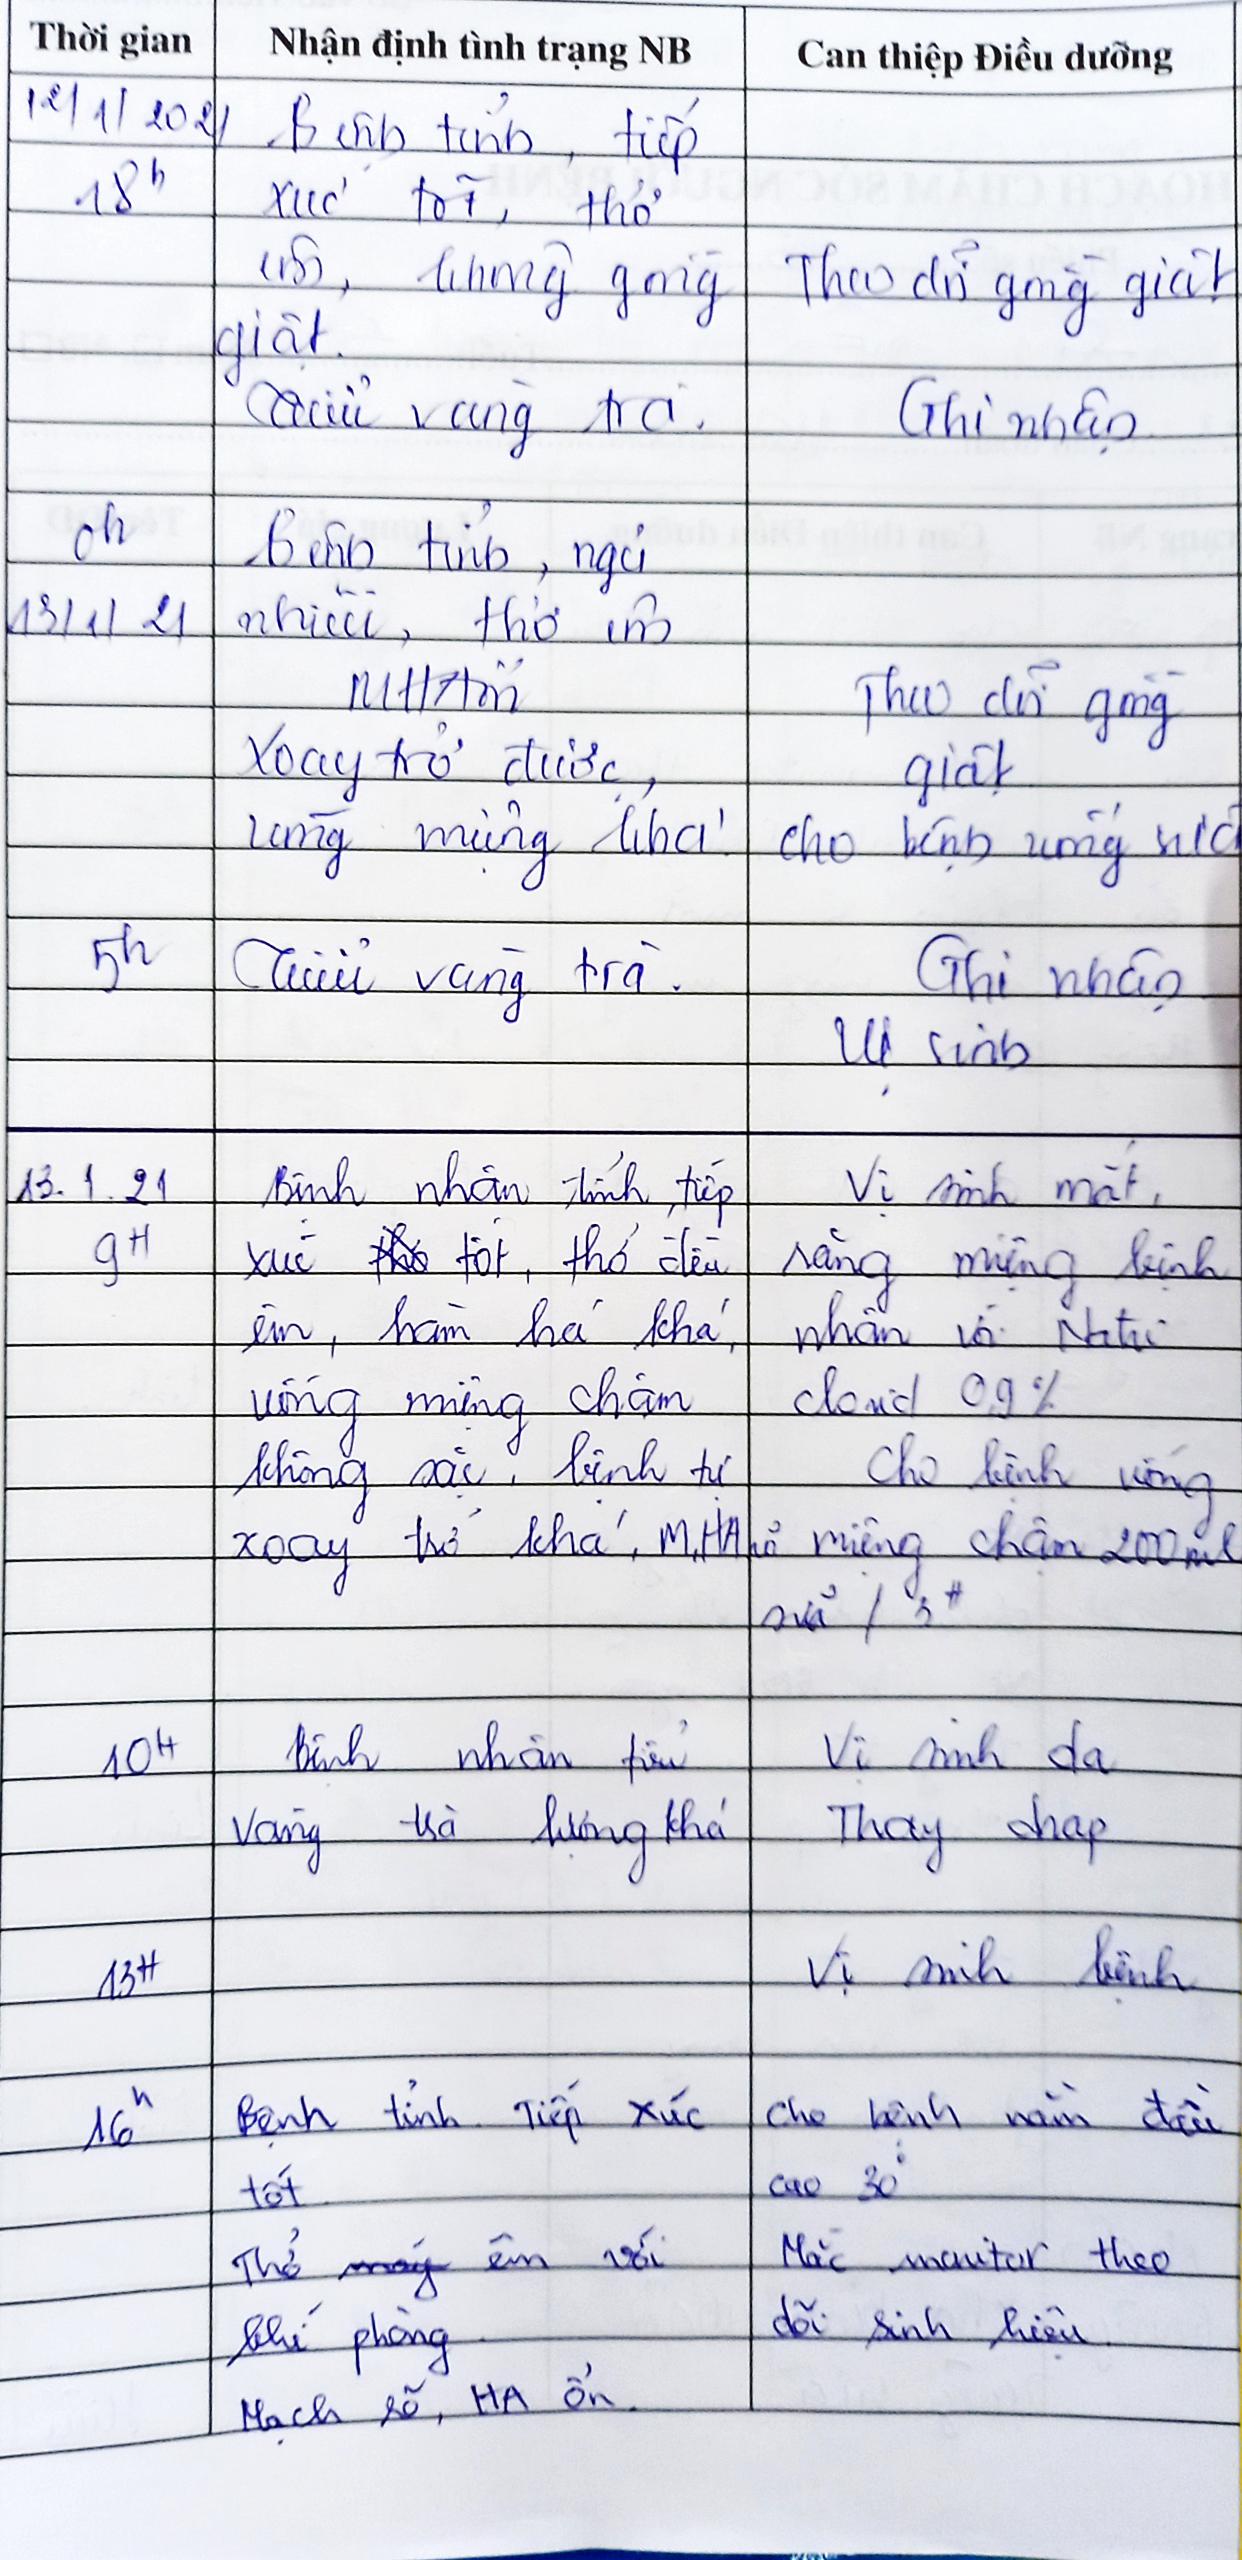 Thời gian Nhận định tình trạng NB Can thiệp Điều dưỡng
12/1/2021 Bệnh tỉnh, tiếp
18h xúc tốt, thở
êm, không gồng Theo dõi gồng giật
giật.
Tiểu vàng trà. Ghi nhận
0h Bệnh tỉnh, ngủ
13/1/21 nhiều, thở êm
M HA ổn Theo dõi gồng
Xoay trở được, giật
uống miệng khá. cho bệnh uống sữa
5h Tiểu vàng trà. Ghi nhận
Vệ sinh
13.1.21 Bệnh nhân tỉnh, tiếp Vệ sinh mắt,
9H xúc tốt, thở đều răng miệng bệnh
êm, hàm há khá, nhân với Natri
uống miệng chậm clorid 0,9%
không sặc, bệnh tự Cho bệnh uống
xoay trở khá, M, HA ổ miệng chậm 200ml
sữa / 3H
10H Bệnh nhân tiểu Vệ sinh da
vàng trà lượng khá Thay drap
13H Vệ sinh bệnh
16h Bệnh tỉnh Tiếp xúc Cho bệnh nằm đầu
tốt cao 30°
Thở êm với Mắc monitor theo
khí phòng dõi sinh hiệu.
Mạch rõ, HA ổn.